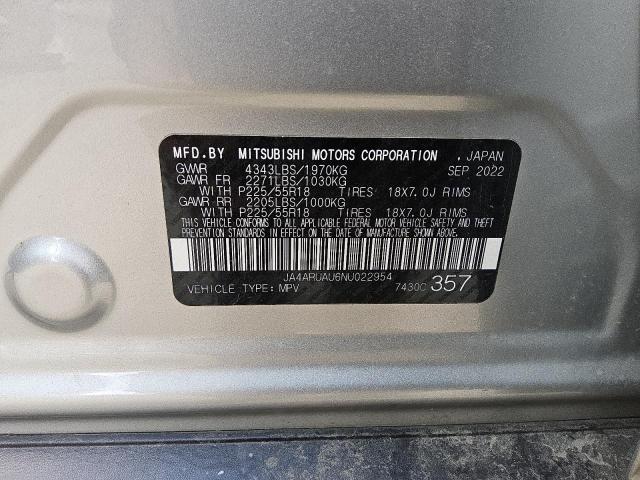 MFD.BY MITSUBISHI MOTORS CORPORATION , JAPAN
GVWR 4343LBS/1970KG SEP 2022
GAWR FR 2271LBS/1030KG
WITH P225/55R18 TIRES 18X7.0J RIMS
GAWR RR 2205LBS/1000KG
WITH P225/55R18 TIRES 18X7.0J RIMS
THIS VEHICLE CONFORMS TO ALL APPLICABLE FEDERAL MOTOR VEHICLE SAFETY, BUMPER AND THEFT
PREVENTION STANDARDS IN EFFECT ON THE DATE OF MANUFACTURE SHOWN ABOVE.
JA4ARUAU6NU022954
VEHICLE TYPE: MPV 7430C 357